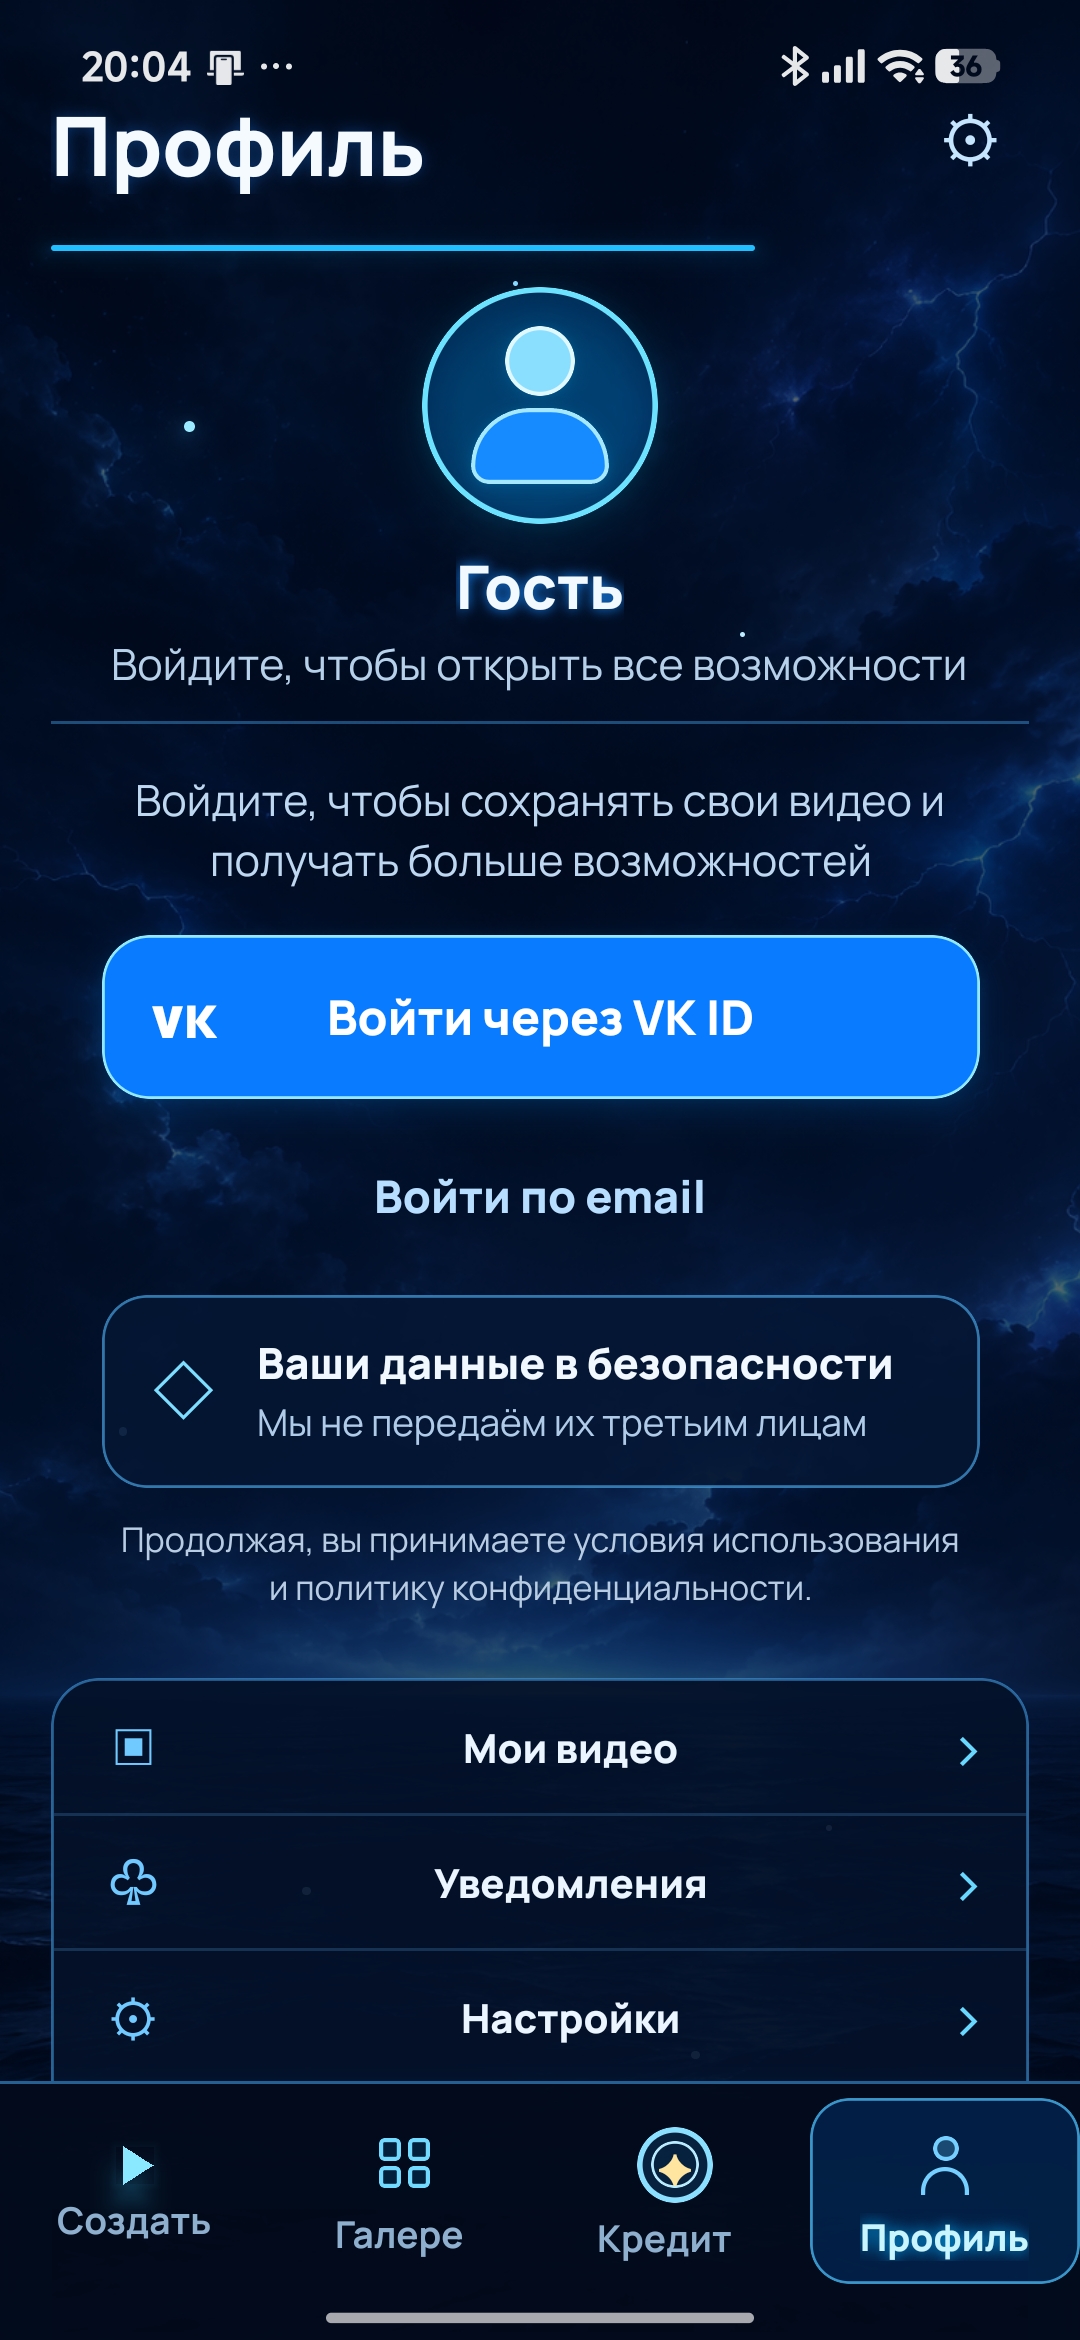 20:04 ... 36
Профиль
Гость
Войдите, чтобы открыть все возможности
Войдите, чтобы сохранять свои видео и
получать больше возможностей
VK Войти через VK ID
Войти по email
Ваши данные в безопасности
Мы не передаём их третьим лицам
Продолжая, вы принимаете условия использования
и политику конфиденциальности.
Мои видео
Уведомления
Настройки
Создать Галере Кредит Профиль